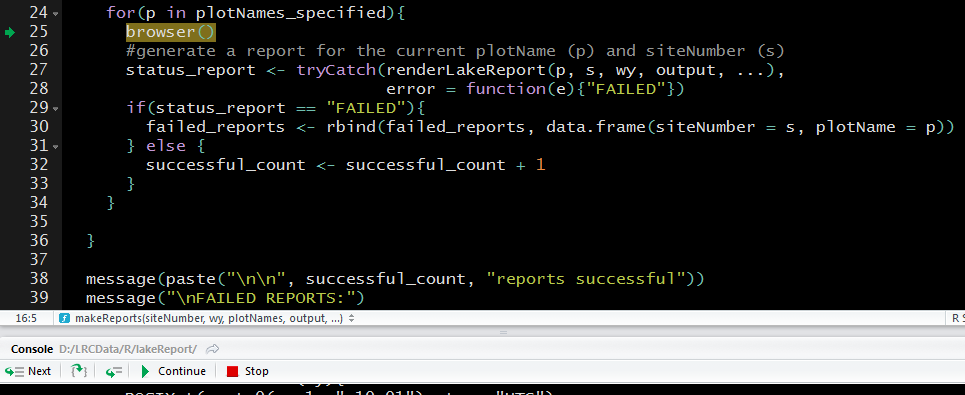 24 for(p in plotNames_specified){
25 browser()
26 #generate a report for the current plotName (p) and siteNumber (s)
27 status_report <- tryCatch(renderLakeReport(p, s, wy, output, ...),
28 error = function(e){"FAILED"})
29 if(status_report == "FAILED"){
30 failed_reports <- rbind(failed_reports, data.frame(siteNumber = s, plotName = p))
31 } else {
32 successful_count <- successful_count + 1
33 }
34 }
35
36 }
37
38 message(paste("\n\n", successful_count, "reports successful"))
39 message("\nFAILED REPORTS:")
16:5 makeReports(siteNumber, wy, plotNames, output, ...) R S
Console D:/LRCData/R/lakeReport/
Next Continue Stop